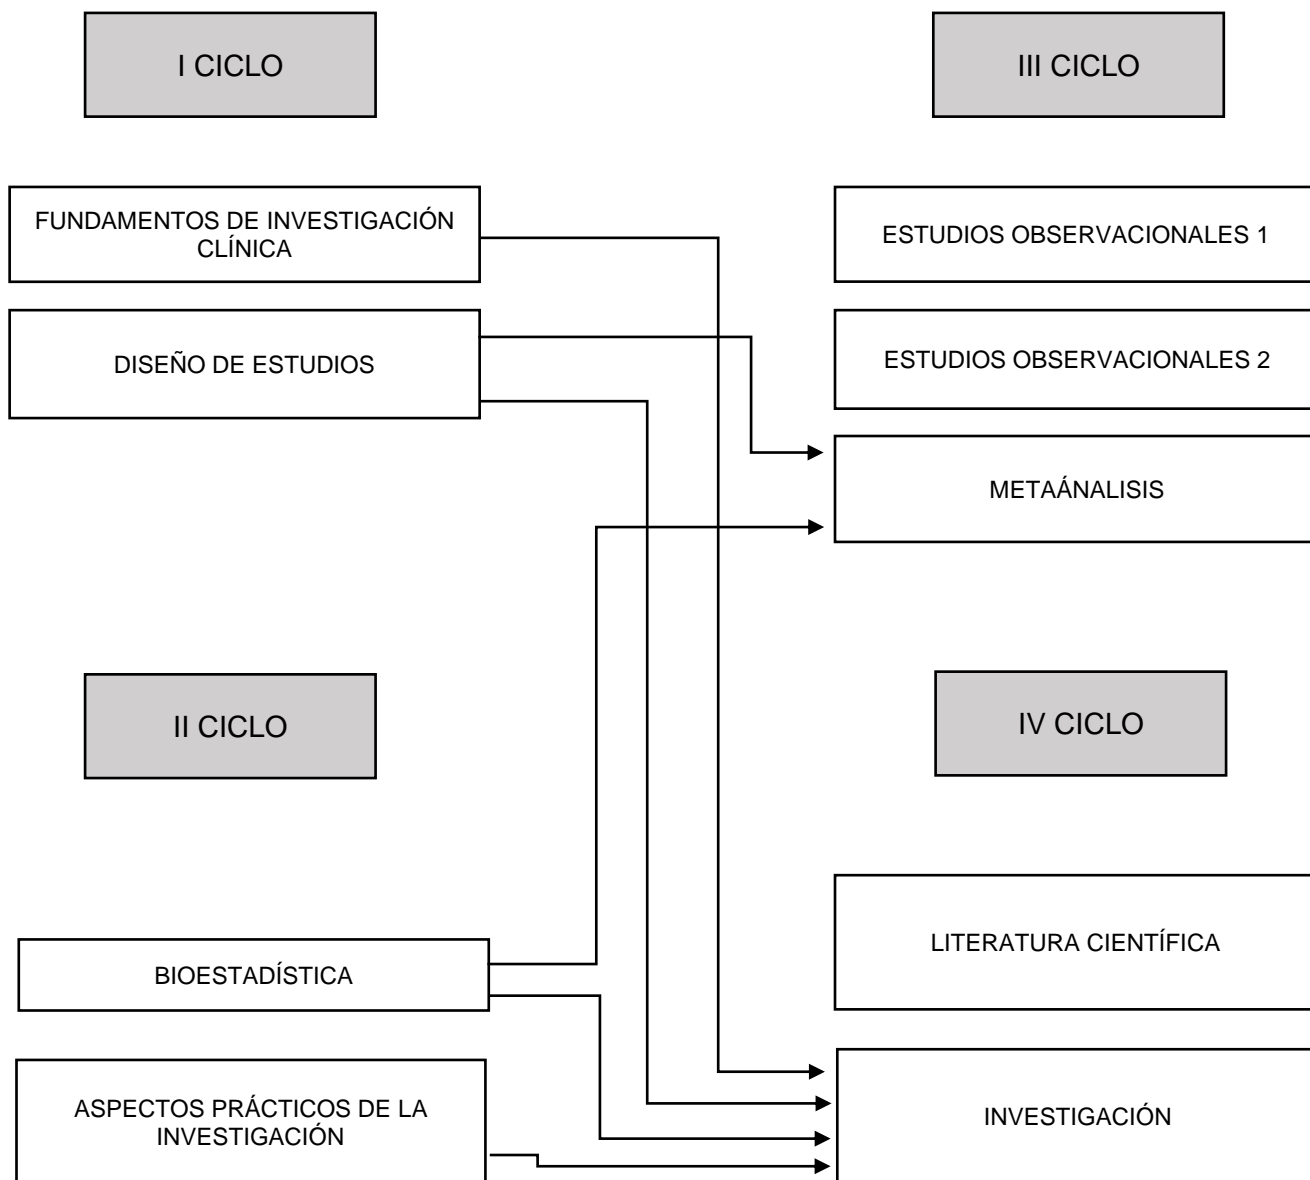 I CICLO
FUNDAMENTOS DE INVESTIGACIÓN
CLÍNICA
DISEÑO DE ESTUDIOS
II CICLO
BIOESTADÍSTICA
ASPECTOS PRÁCTICOS DE LA
INVESTIGACIÓN
III CICLO
ESTUDIOS OBSERVACIONALES 1
ESTUDIOS OBSERVACIONALES 2
METAÁNALISIS
IV CICLO
LITERATURA CIENTÍFICA
INVESTIGACIÓN